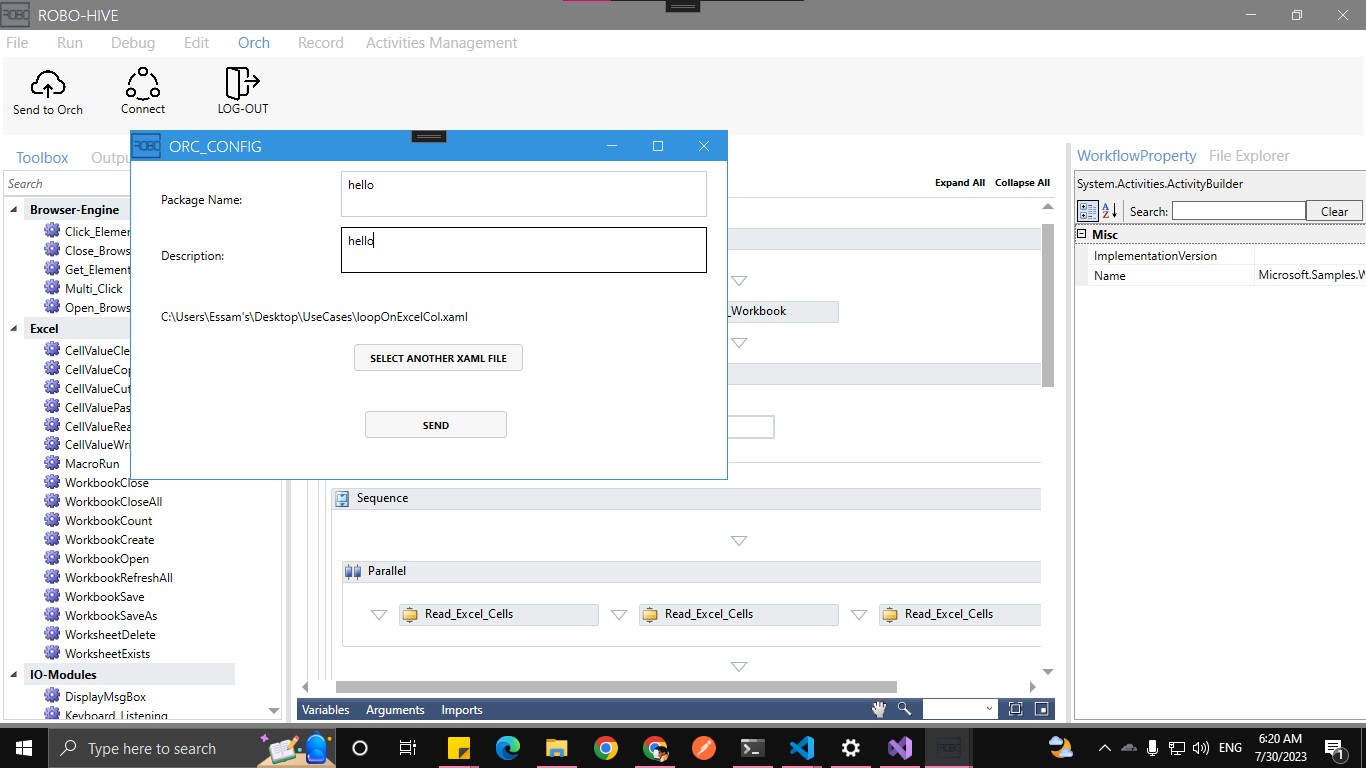 ROBO
ROBO-HIVE
File
Run
Debug
Edit
Orch
Record
Activities Management
Send to Orch
Connect
LOG-OUT
ROBO
ORC_CONFIG
Package Name:
hello
Description:
hello
C:\Users\Essam's\Desktop\UseCases\loopOnExcelCol.xaml
SELECT ANOTHER XAML FILE
SEND
Toolbox
Outpu
Search
Browser-Engine
Click_Elemer
Close_Brows
Get_Element
Multi_Click
Open_Brows
Excel
CellValueCle
CellValueCop
CellValueCut
CellValuePas
CellValueRea
CellValueWri
MacroRun
WorkbookClose
WorkbookCloseAll
WorkbookCount
WorkbookCreate
WorkbookOpen
WorkbookRefreshAll
WorkbookSave
WorkbookSaveAs
WorksheetDelete
WorksheetExists
IO-Modules
DisplayMsgBox
Keyboard_Listening
Expand All
Collapse All
_Workbook
Sequence
Parallel
Read_Excel_Cells
Read_Excel_Cells
Read_Excel_Cells
Variables
Arguments
Imports
WorkflowProperty
File Explorer
System.Activities.ActivityBuilder
Search:
Clear
Misc
ImplementationVersion
Name
Microsoft.Samples.W
Type here to search
ENG
6:20 AM
7/30/2023
1